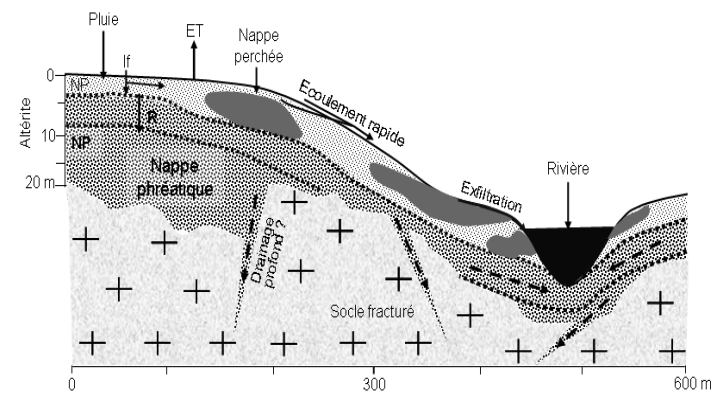 Pluie
ET
Nappe
perchée
If
0
NP
Ecoulement rapide
R
Altérite
10
NP
Nappe
phréatique
20 m
Exfiltration
Rivière
Drainage
profond ?
Socle fracturé
0
300
600 m